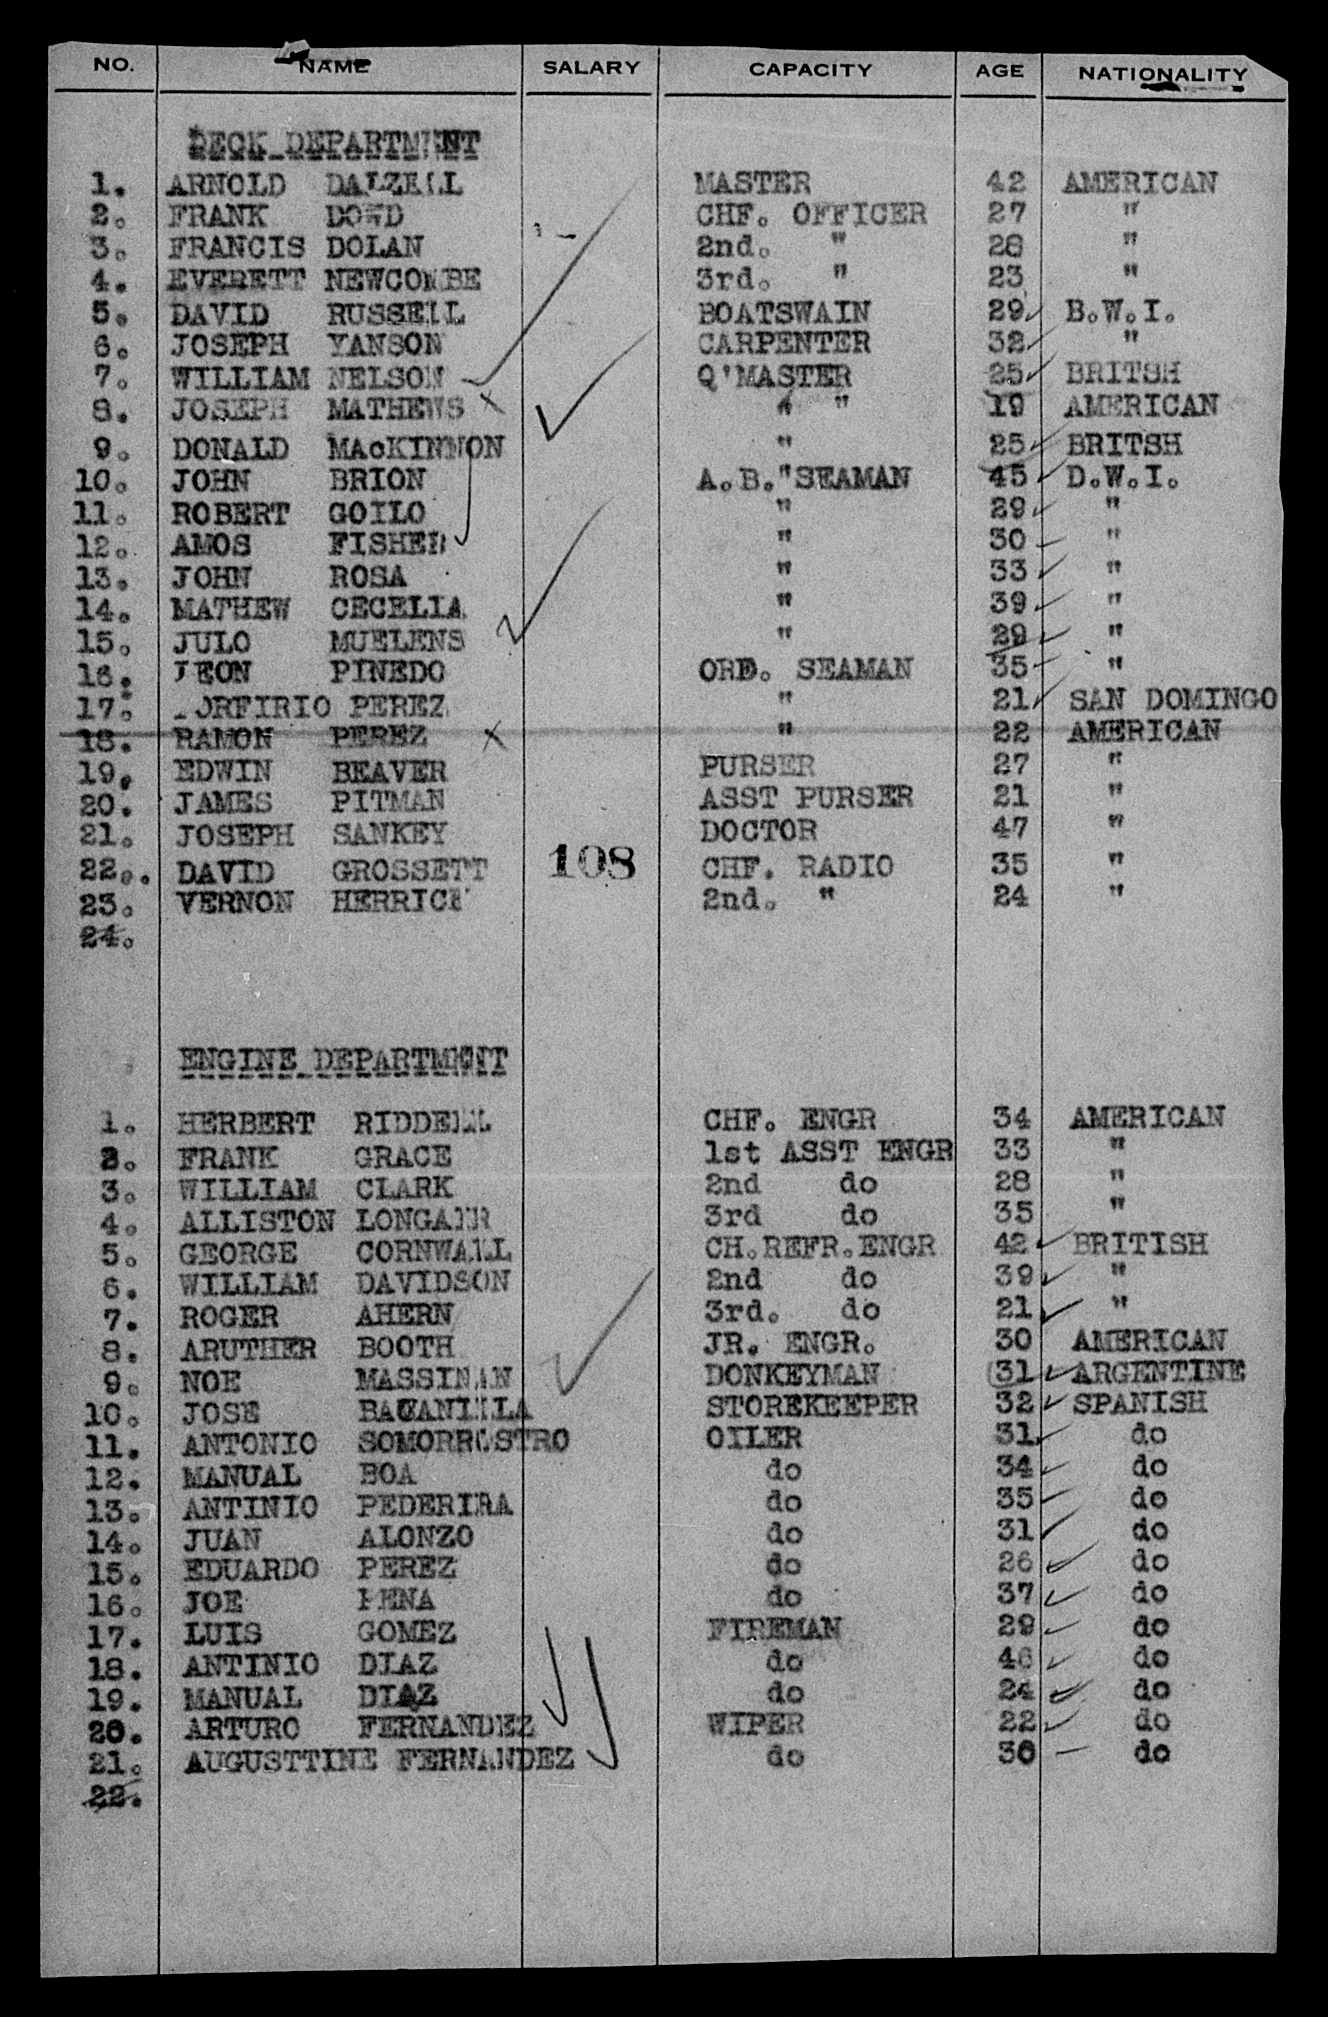 NO. NAME SALARY CAPACITY AGE NATIONALITY
DECK DEPARTMENT
1. ARNOLD DALZELL MASTER 42 AMERICAN
2. FRANK DOWD CHF. OFFICER 27 "
3. FRANCIS DOLAN 2nd. " 28 "
4. EVERETT NEWCOMBE 3rd. " 23 "
5. DAVID RUSSELL BOATSWAIN 29 B.W.I.
6. JOSEPH YANSON CARPENTER 32 "
7. WILLIAM NELSON Q'MASTER 25 BRITSH
8. JOSEPH MATHEWS " " 19 AMERICAN
9. DONALD MAcKINNON " 25 BRITSH
10. JOHN BRION A.B."SEAMAN 45 D.W.I.
11. ROBERT GOILO " 29 "
12. AMOS FISHER " 30 "
13. JOHN ROSA " 33 "
14. MATHEW CECELIA " 39 "
15. JULO MUELENS " 29 "
16. LEON PINEDO ORD. SEAMAN 35 "
17. PORFIRIO PEREZ " 21 SAN DOMINGO
18. RAMON PEREZ " 22 AMERICAN
19. EDWIN BEAVER PURSER 27 "
20. JAMES PITMAN ASST PURSER 21 "
21. JOSEPH SANKEY DOCTOR 47 "
22.. DAVID GROSSETT 108 CHF. RADIO 35 "
23. VERNON HERRICK 2nd. " 24 "
24.
ENGINE DEPARTMENT
1. HERBERT RIDDELL CHF. ENGR 34 AMERICAN
2. FRANK GRACE 1st ASST ENGR 33 "
3. WILLIAM CLARK 2nd do 28 "
4. ALLISTON LONGAIR 3rd do 35 "
5. GEORGE CORNWALL CH.REFR.ENGR 42 BRITISH
6. WILLIAM DAVIDSON 2nd do 39 "
7. ROGER AHERN 3rd. do 21 "
8. ARUTHER BOOTH JR. ENGR. 30 AMERICAN
9. NOE MASSINAN DONKEYMAN 31 ARGENTINE
10. JOSE STOREKEEPER 32 SPANISH
11. ANTONIO SOMORROSTRO OILER 31 do
12. MANUAL BOA do 34 do
13. ANTINIO PEDERIRA do 35 do
14. JUAN ALONZO do 31 do
15. EDUARDO PEREZ do 26 do
16. JOE PENA do 37 do
17. LUIS GOMEZ FIREMAN 29 do
18. ANTINIO DIAZ do 46 do
19. MANUAL DIAZ do 24 do
20. ARTURO FERNANDEZ WIPER 22 do
21. AUGUSTTINE FERNANDEZ do 30 do
22.